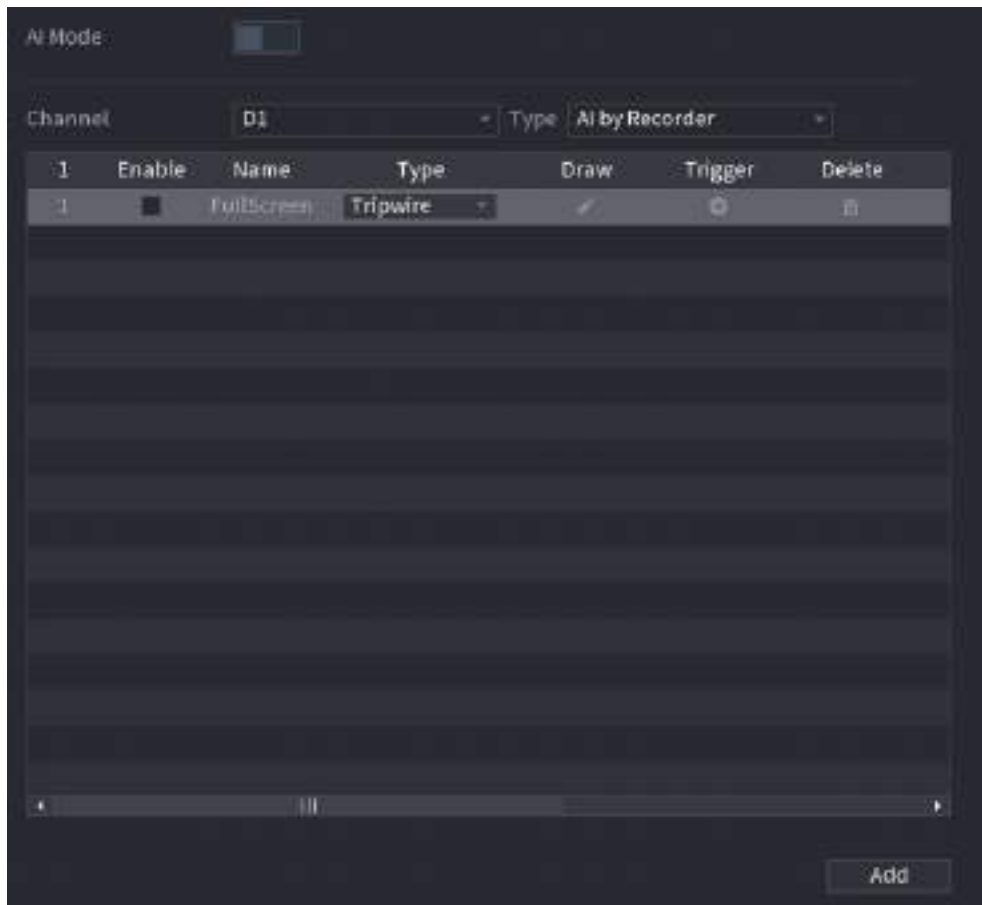 AI Mode
Channel D1 Type AI by Recorder
1 Enable Name Type Draw Trigger Delete
1 FullScreen Tripwire
Add